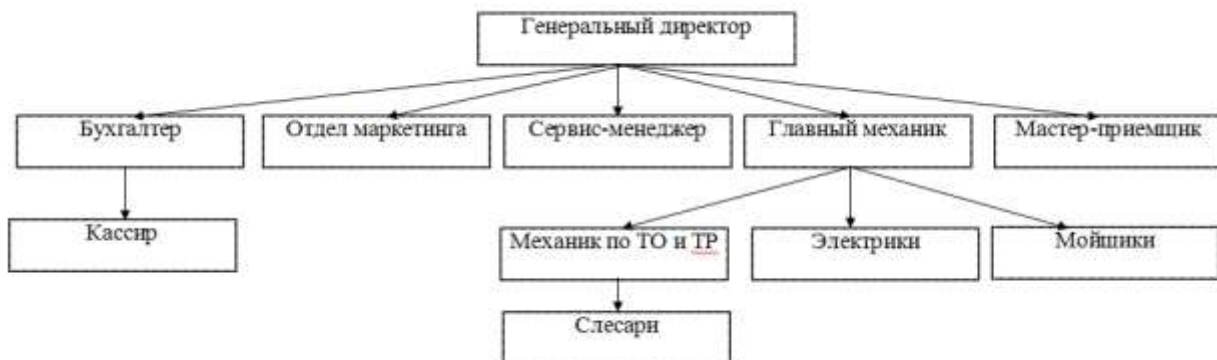 Генеральный директор
Бухгалтер
Отдел маркетинга
Сервис-менеджер
Главный механик
Мастер-приемщик
Кассир
Механик по ТО и ТР
Электрики
Мойщики
Слесари